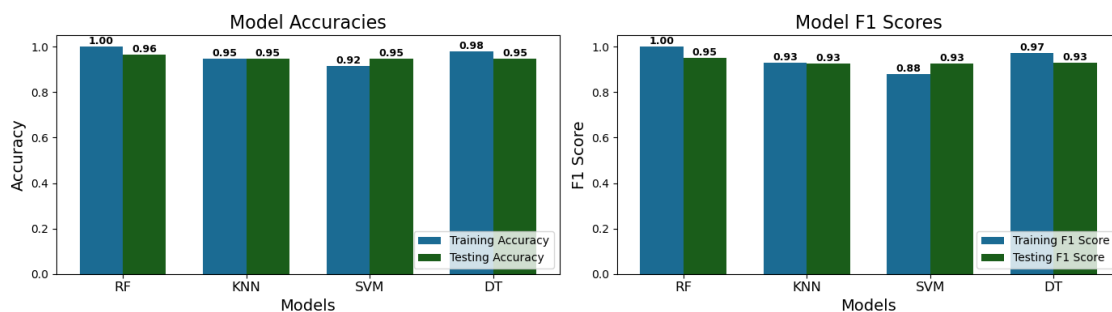 Model Accuracies
1.00 0.96 0.95 0.95 0.92 0.95 0.98 0.95
1.0
0.8
0.6
0.4
0.2
0.0
Accuracy
Training Accuracy
Testing Accuracy
RF KNN SVM DT
Models
Model F1 Scores
1.00 0.95 0.93 0.93 0.88 0.93 0.97 0.93
1.0
0.8
0.6
0.4
0.2
0.0
F1 Score
Training F1 Score
Testing F1 Score
RF KNN SVM DT
Models